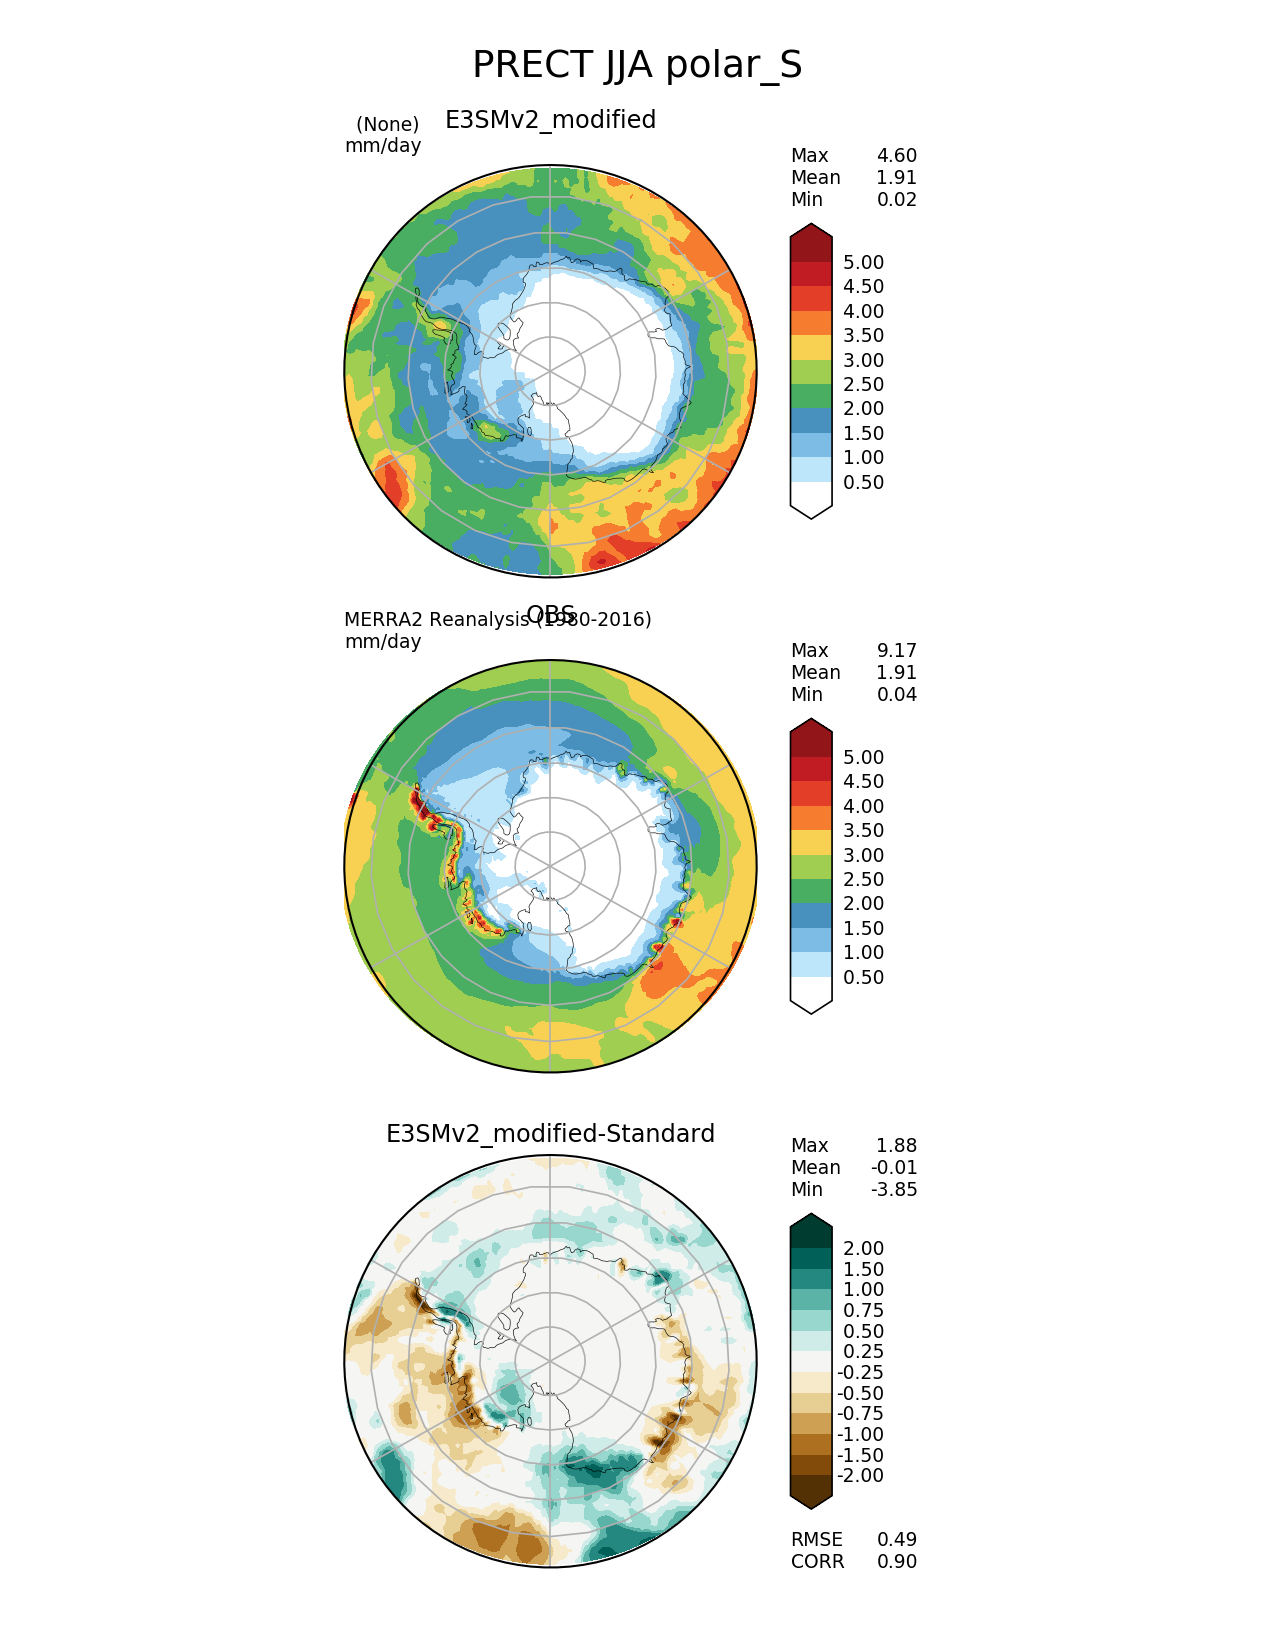 PRECT JJA polar_S
E3SMv2_modified
(None)
mm/day
Max 4.60
Mean 1.91
Min 0.02
5.00
4.50
4.00
3.50
3.00
2.50
2.00
1.50
1.00
0.50
OBS
MERRA2 Reanalysis (1980-2016)
mm/day
Max 9.17
Mean 1.91
Min 0.04
5.00
4.50
4.00
3.50
3.00
2.50
2.00
1.50
1.00
0.50
E3SMv2_modified-Standard
Max 1.88
Mean -0.01
Min -3.85
2.00
1.50
1.00
0.75
0.50
0.25
-0.25
-0.50
-0.75
-1.00
-1.50
-2.00
RMSE 0.49
CORR 0.90